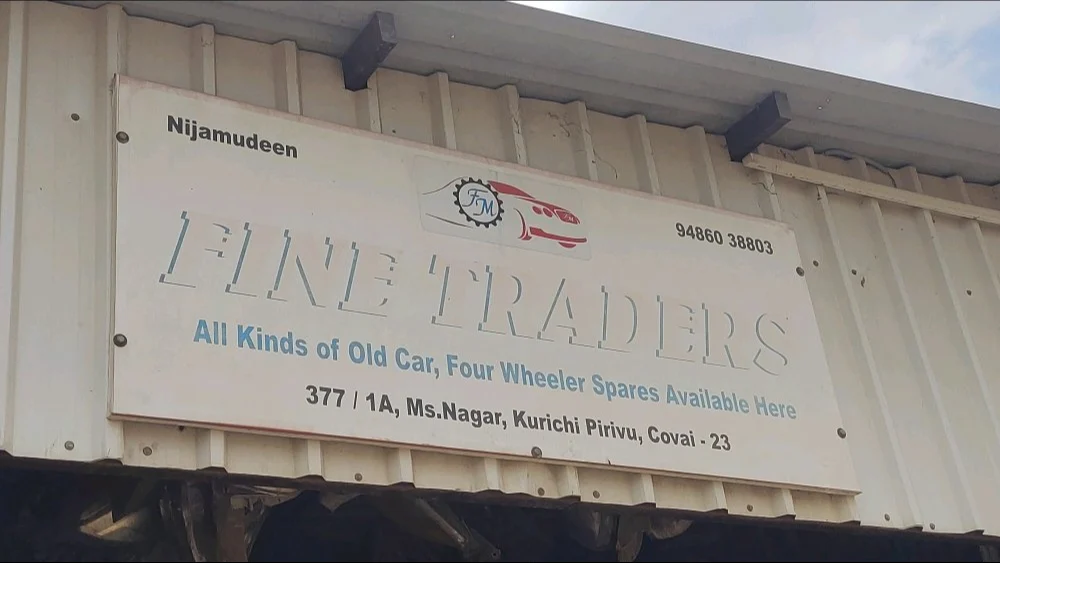 Nijamudeen
FM
94860 38803
FINE TRADERS
All Kinds of Old Car, Four Wheeler Spares Available Here
377 / 1A, Ms.Nagar, Kurichi Pirivu, Covai - 23